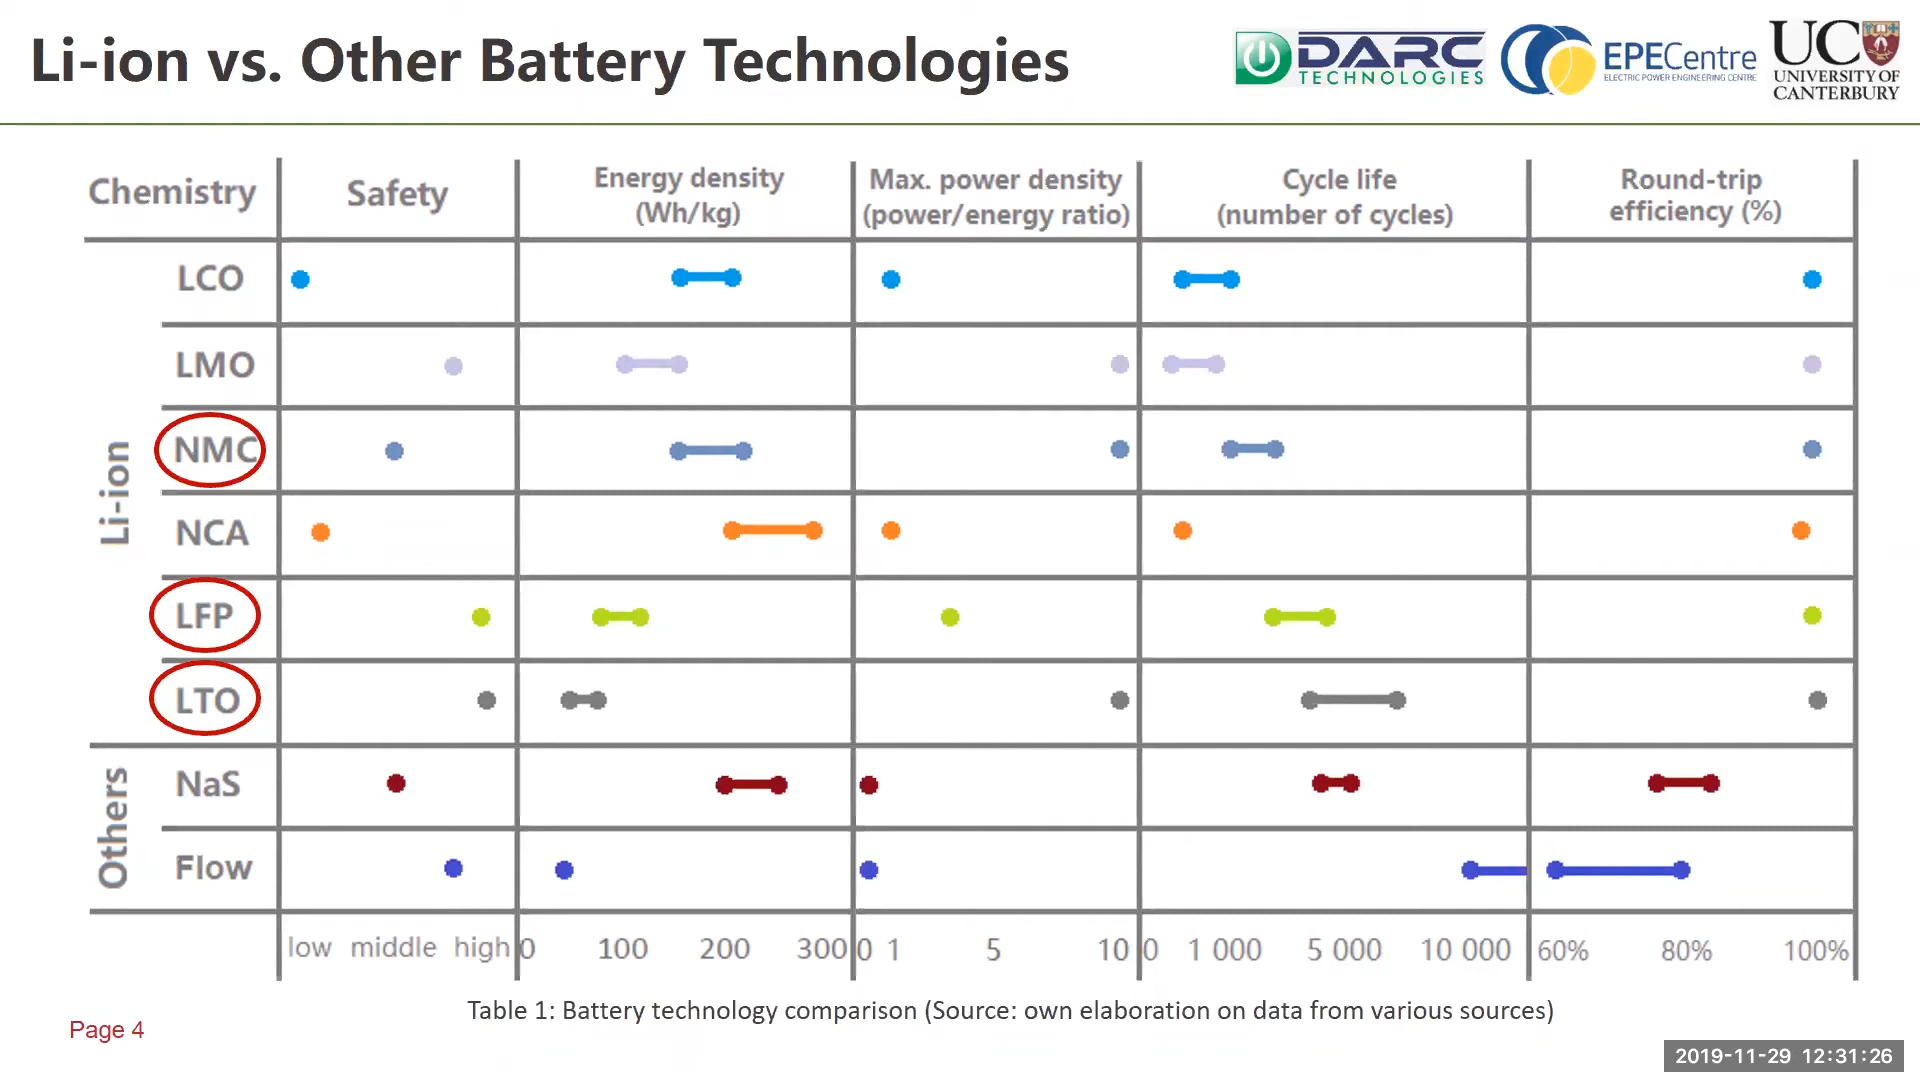 Li-ion vs. Other Battery Technologies
DARC
TECHNOLOGIES
EPECentre
ELECTRIC POWER ENGINEERING CENTRE
UC
UNIVERSITY OF
CANTERBURY
Chemistry
Safety
Energy density
(Wh/kg)
Max. power density
(power/energy ratio)
Cycle life
(number of cycles)
Round-trip
efficiency (%)
Li-ion
LCO
LMO
NMC
NCA
LFP
LTO
Others
NaS
Flow
low middle high
0 100 200 300
0 1 5 10
0 1 000 5 000 10 000
60% 80% 100%
Table 1: Battery technology comparison (Source: own elaboration on data from various sources)
Page 4
2019-11-29 12:31:26